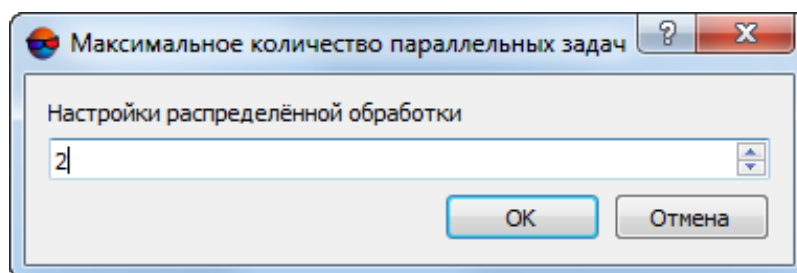 Максимальное количество параллельных задач
Настройки распределённой обработки
2
OK
Отмена